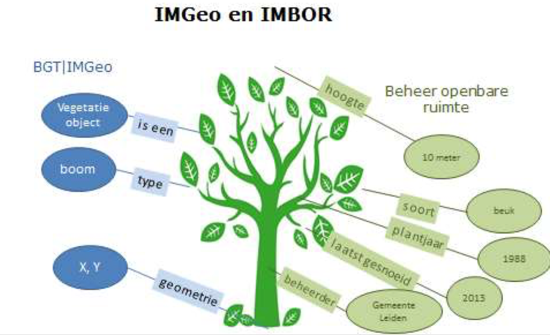 IMGeo en IMBOR
BGT|IMGeo
Vegetatie
object
is een
boom
type
X, Y
geometrie
hoogte
Beheer openbare
ruimte
10 meter
soort
beuk
plantjaar
1988
laatst gesnoeid
2013
beheerder
Gemeente
Leiden